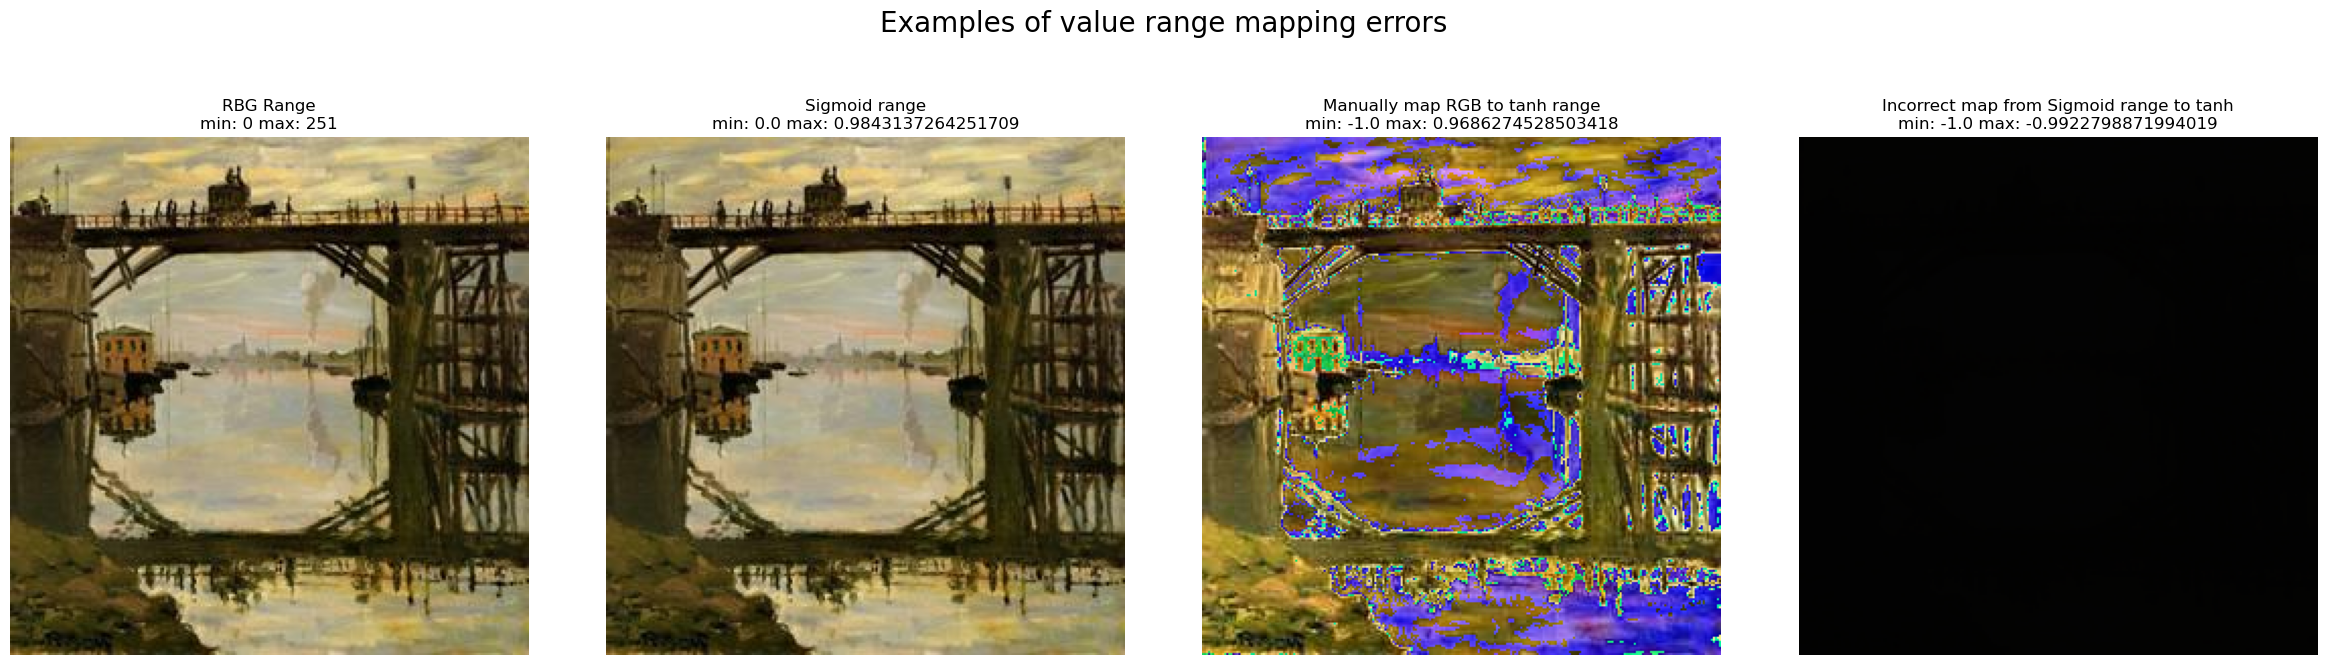 Examples of value range mapping errors
RBG Range
min: 0 max: 251
Sigmoid range
min: 0.0 max: 0.9843137264251709
Manually map RGB to tanh range
min: -1.0 max: 0.9686274528503418
Incorrect map from Sigmoid range to tanh
min: -1.0 max: -0.9922798871994019